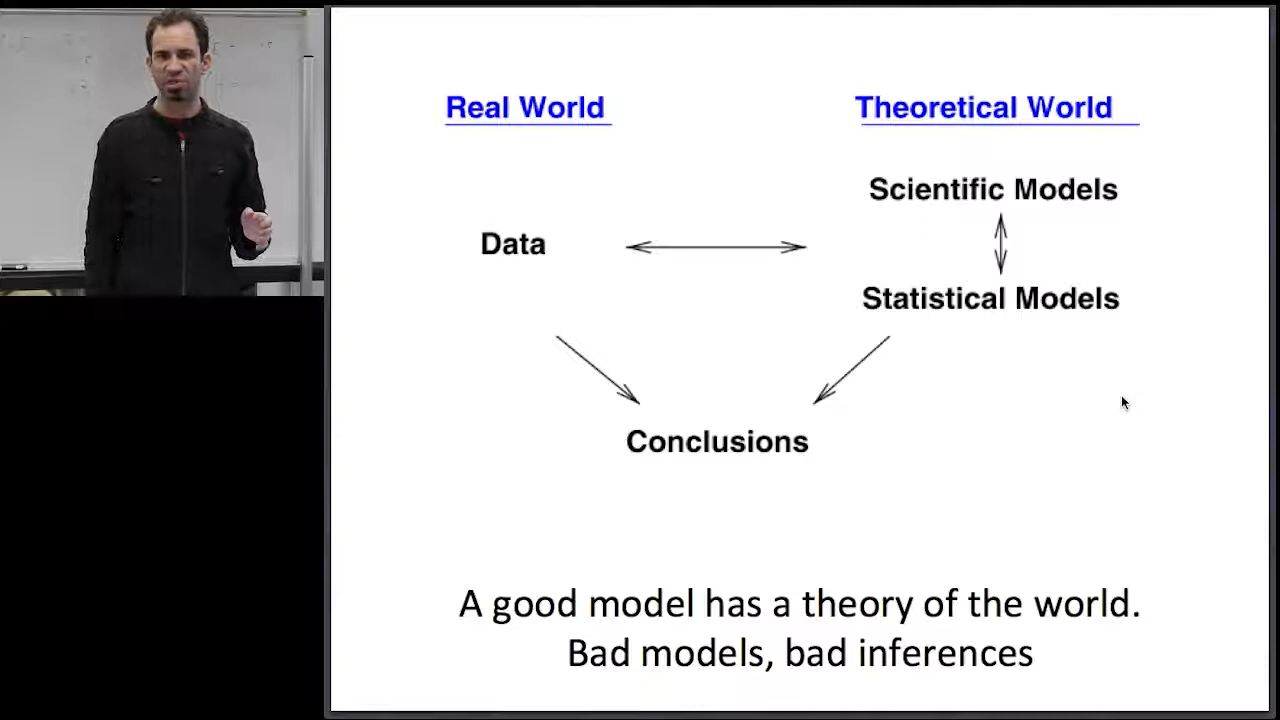 Real World
Theoretical World
Scientific Models
Data
Statistical Models
Conclusions
A good model has a theory of the world.
Bad models, bad inferences